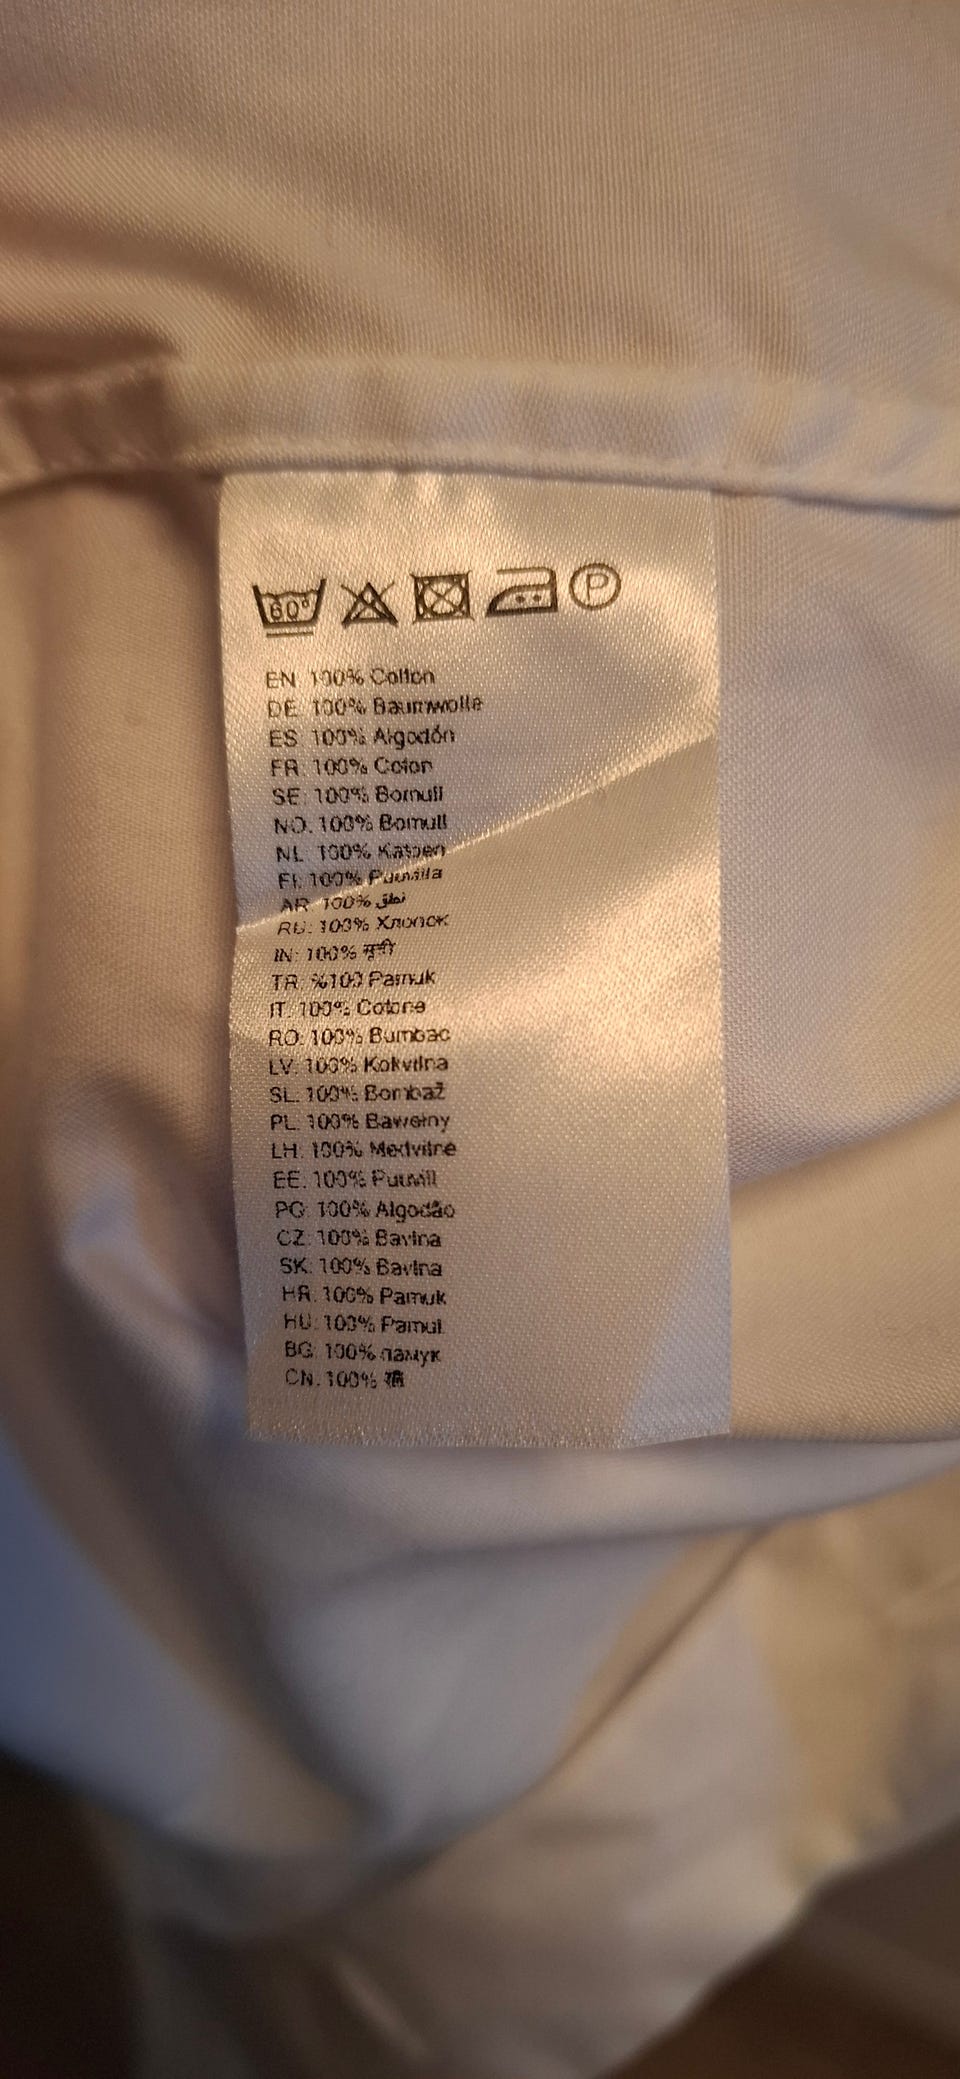 60°
P
EN 100% Cotton
DE 100% Baumwolle
ES 100% Algodón
FR: 100% Coton
SE: 100% Bomull
NO. 100% Bomull
NL 100% Katoen
FI: 100% Puuvilla
AR: 100%
RU: 100% Хлопок
IN: 100%
TR: %100 Pamuk
IT: 100% Cotone
RO: 100% Bumbac
LV: 100% Kokvilna
SL: 100% Bombaž
PL: 100% Bawełny
LH: 100% Medvilnė
EE: 100% Puuvill
PG: 100% Algodão
CZ: 100% Bavlna
SK: 100% Bavlna
HR: 100% Pamuk
HU: 100% Pamut
BG: 100% памук
CN. 100% 棉